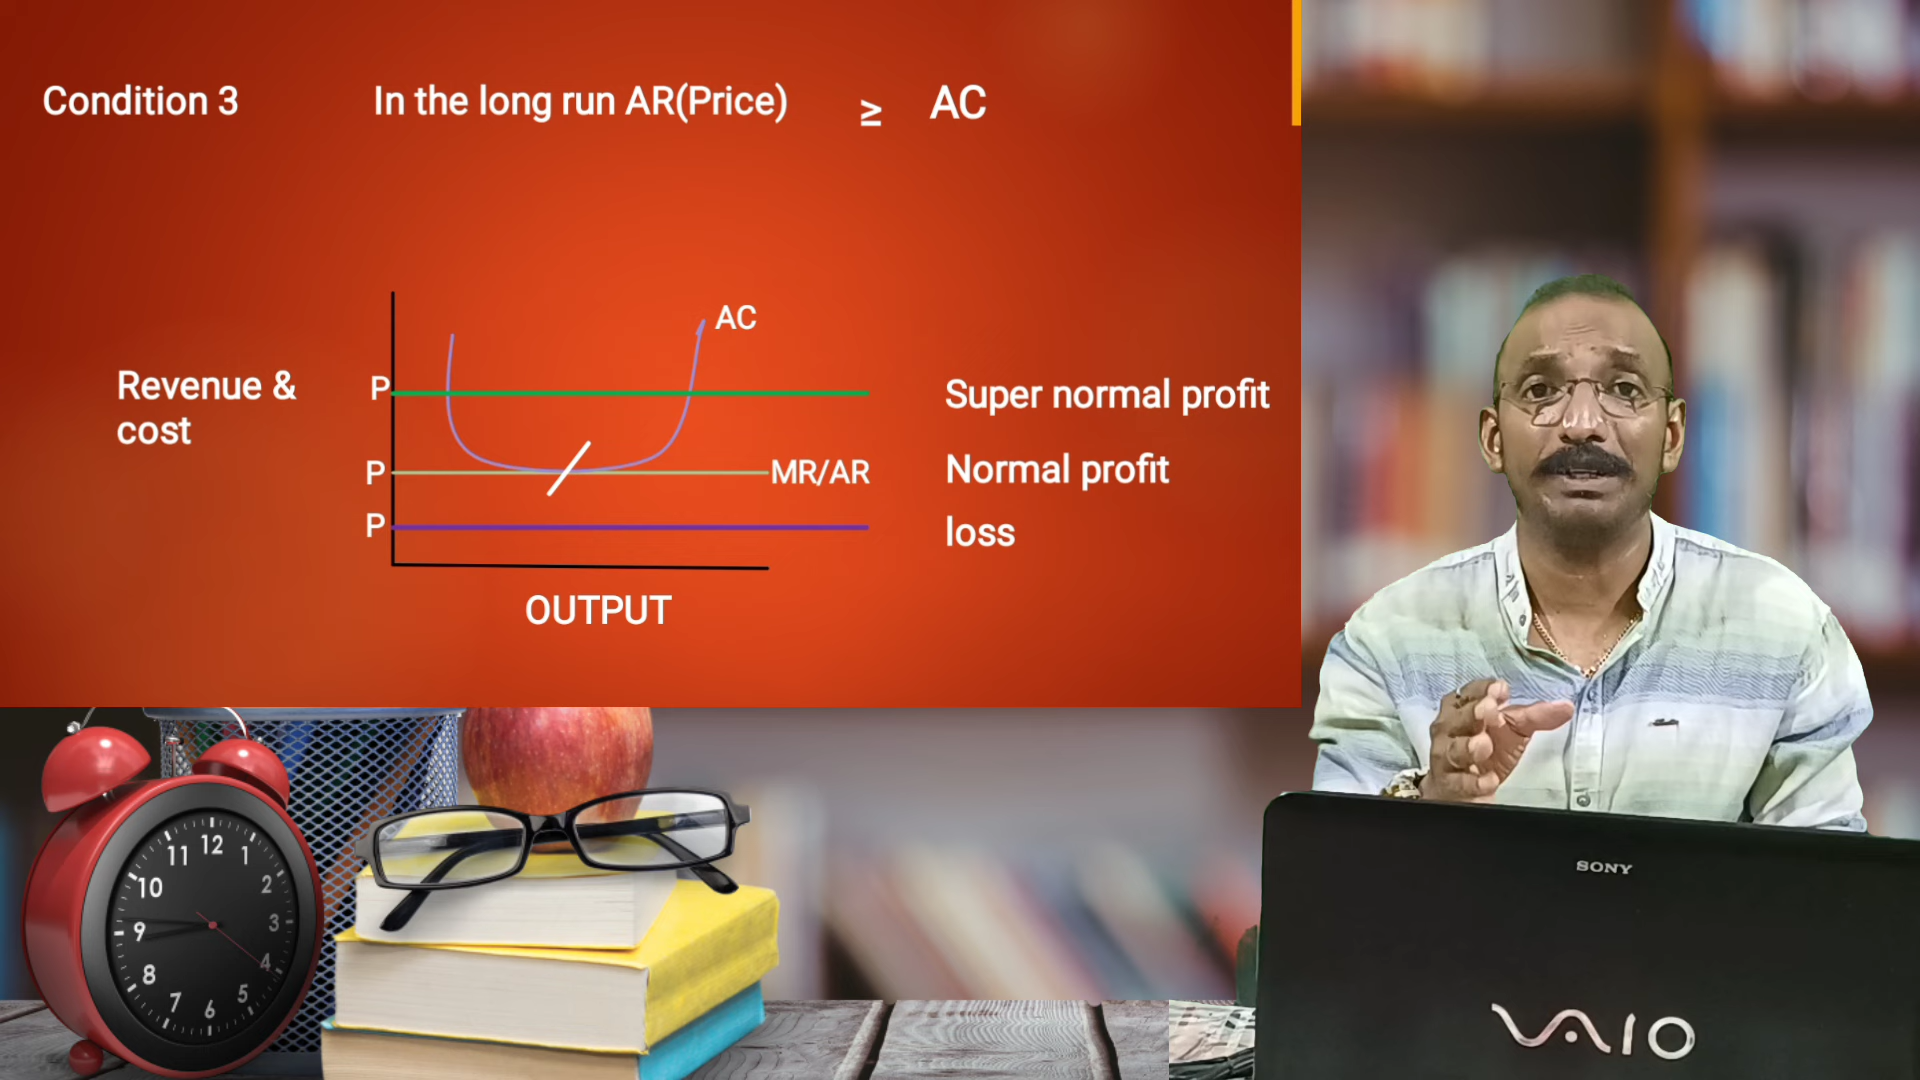 Condition 3
In the long run AR(Price) ≥ AC
AC
Revenue &
cost
P
Super normal profit
P
MR/AR
Normal profit
P
loss
OUTPUT
12
1
2
3
4
5
6
7
8
9
10
11
SONY
VAIO